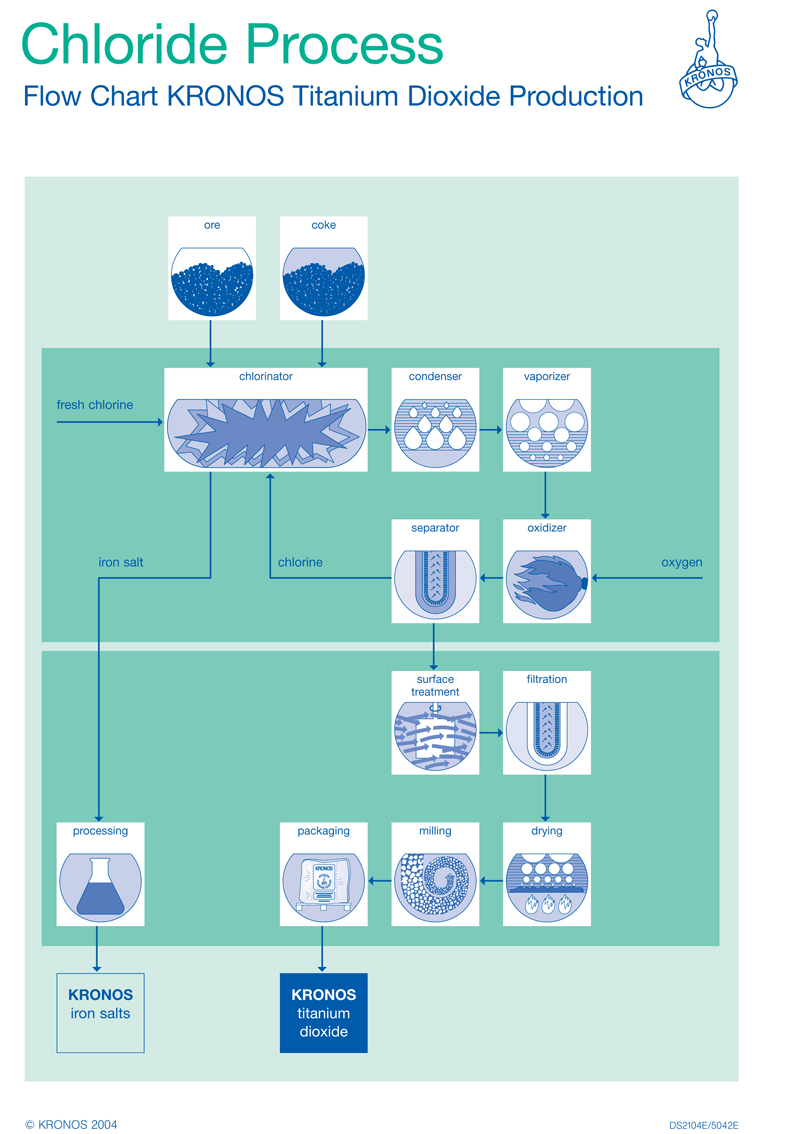 Chloride Process
Flow Chart KRONOS Titanium Dioxide Production
KRONOS
ore
coke
chlorinator
condenser
vaporizer
fresh chlorine
separator
oxidizer
iron salt
chlorine
oxygen
surface
treatment
filtration
processing
packaging
milling
drying
KRONOS
KRONOS
iron salts
KRONOS
titanium
dioxide
© KRONOS 2004
DS2104E/5042E